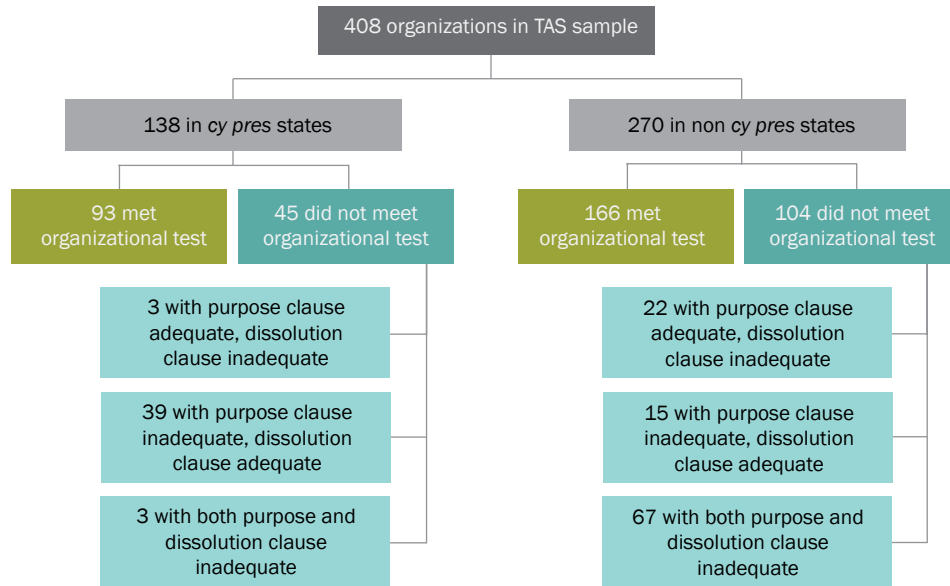 408 organizations in TAS sample
138 in cy pres states
270 in non cy pres states
93 met
organizational test
45 did not meet
organizational test
166 met
organizational test
104 did not meet
organizational test
3 with purpose clause
adequate, dissolution
clause inadequate
22 with purpose clause
adequate, dissolution
clause inadequate
39 with purpose clause
inadequate, dissolution
clause adequate
15 with purpose clause
inadequate, dissolution
clause adequate
3 with both purpose and
dissolution clause
inadequate
67 with both purpose and
dissolution clause
inadequate